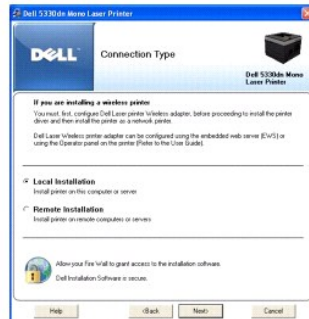 Dell 5330dn Mono Laser Printer
DELL
Connection Type
Dell 5330dn Mono
Laser Printer
If you are installing a wireless printer
You must, first, configure Dell Laser printer Wireless adapter, before proceeding to install the printer
driver and then install the printer as a network printer.
Dell Laser Wireless printer adapter can be configured using the embedded web server (EWS) or
using the Operator panel on the printer.(Refer to the User Guide).
Local Installation
Install printer on this computer or server
Remote Installation
Install printer on remote computers or servers
Allow your Fire Wall to grant access to the installation software.
Dell Installation Software is secure.
Help
<Back
Next>
Cancel